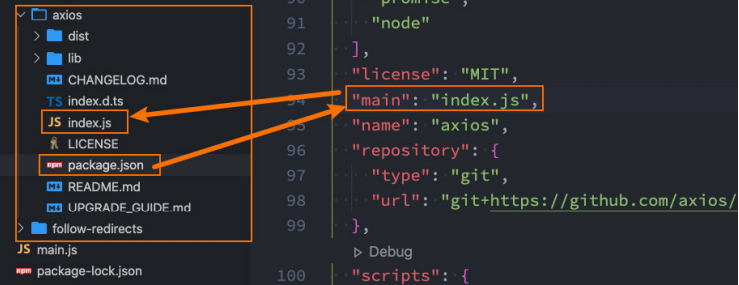 axios
dist
lib
CHANGELOG.md
TS index.d.ts
JS index.js
LICENSE
npm package.json
README.md
UPGRADE_GUIDE.md
follow-redirects
JS main.js
npm package-lock.json
90 "promise",
91 "node"
92 ],
93 "license": "MIT",
94 "main": "index.js",
95 "name": "axios",
96 "repository": {
97 "type": "git",
98 "url": "git+https://github.com/axios/
99 },
Debug
100 "scripts": {